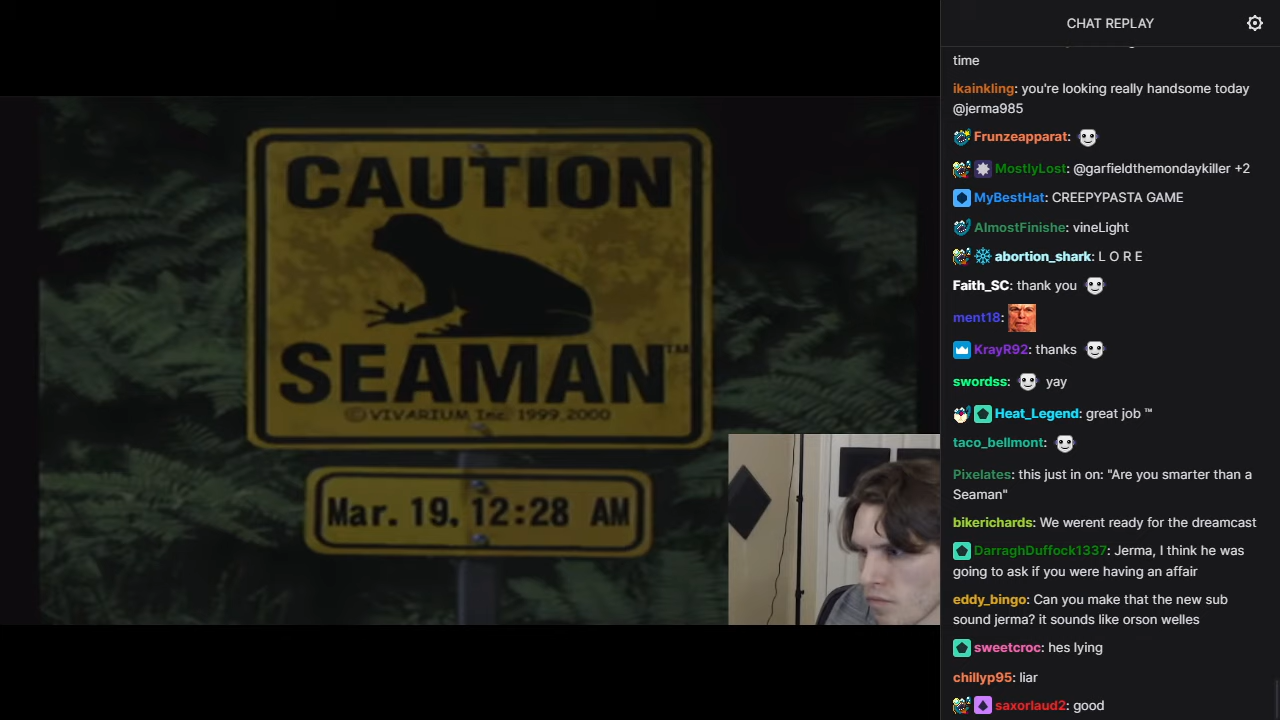 CHAT REPLAY
time
ikainkling: you're looking really handsome today
@jerma985
Frunzeapparat:
MostlyLost: @garfieldthemondaykiller +2
MyBestHat: CREEPYPASTA GAME
AlmostFinishe: vineLight
abortion_shark: L O R E
Faith_SC: thank you
ment18:
KrayR92: thanks
swordss: yay
Heat_Legend: great job ™
taco_bellmont:
Pixelates: this just in on: "Are you smarter than a
Seaman"
bikerichards: We werent ready for the dreamcast
DarraghDuffock1337: Jerma, I think he was
going to ask if you were having an affair
eddy_bingo: Can you make that the new sub
sound jerma? it sounds like orson welles
sweetcroc: hes lying
chillyp95: liar
saxorlaud2: good
CAUTION
SEAMAN™
©VIVARIUM Inc. 1999,2000
Mar. 19. 12:28 AM